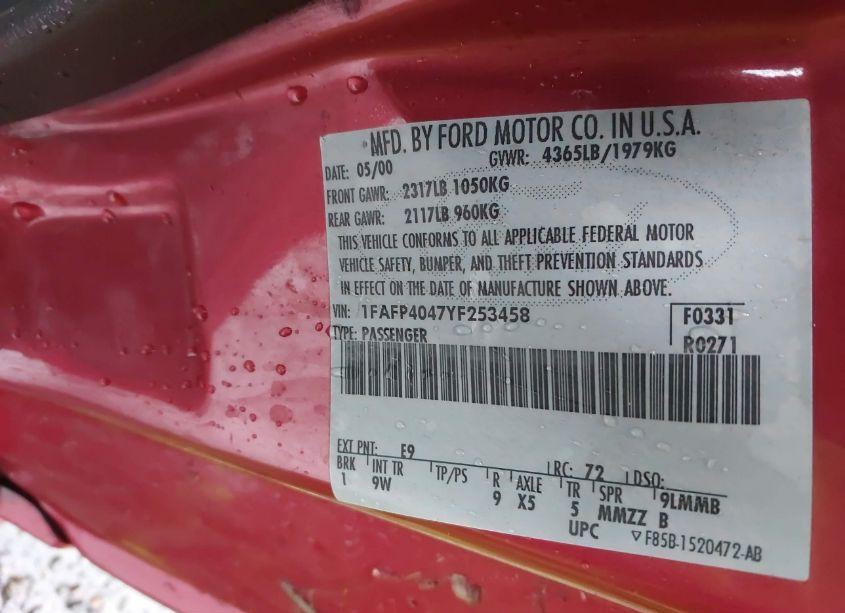 MFD. BY FORD MOTOR CO. IN U.S.A.
DATE: 05/00 GVWR: 4365LB/1979KG
FRONT GAWR: 2317LB 1050KG
REAR GAWR: 2117LB 960KG
THIS VEHICLE CONFORMS TO ALL APPLICABLE FEDERAL MOTOR
VEHICLE SAFETY, BUMPER, AND THEFT PREVENTION STANDARDS
IN EFFECT ON THE DATE OF MANUFACTURE SHOWN ABOVE.
VIN: 1FAFP4047YF253458 F0331
TYPE: PASSENGER R0271
EXT PNT: E9 RC: 72 DSO:
BRK INT TR TP/PS R AXLE TR SPR 9LMMB
1 9W 9 X5 5 MMZZ B
UPC ▽F85B-1520472-AB